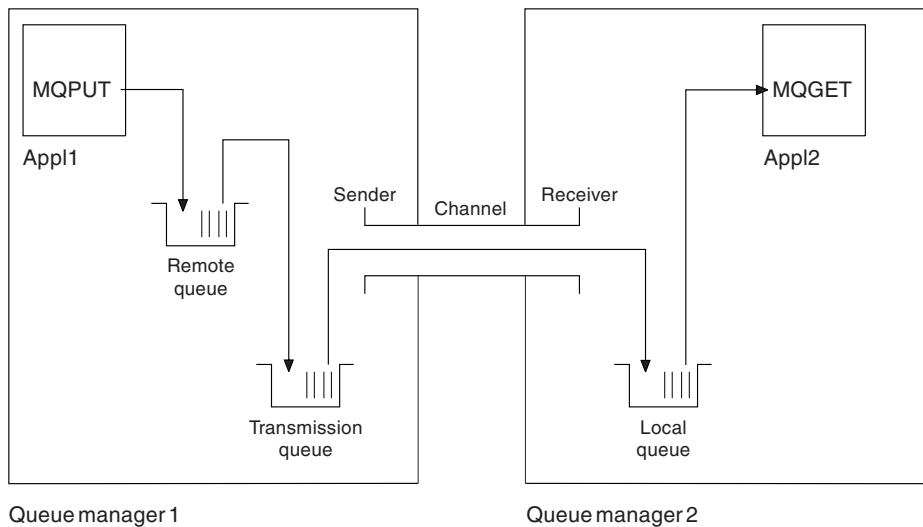 MQPUT
Appl1
MQGET
Appl2
Sender
Channel
Receiver
Remote
queue
Transmission
queue
Local
queue
Queue manager 1
Queue manager 2